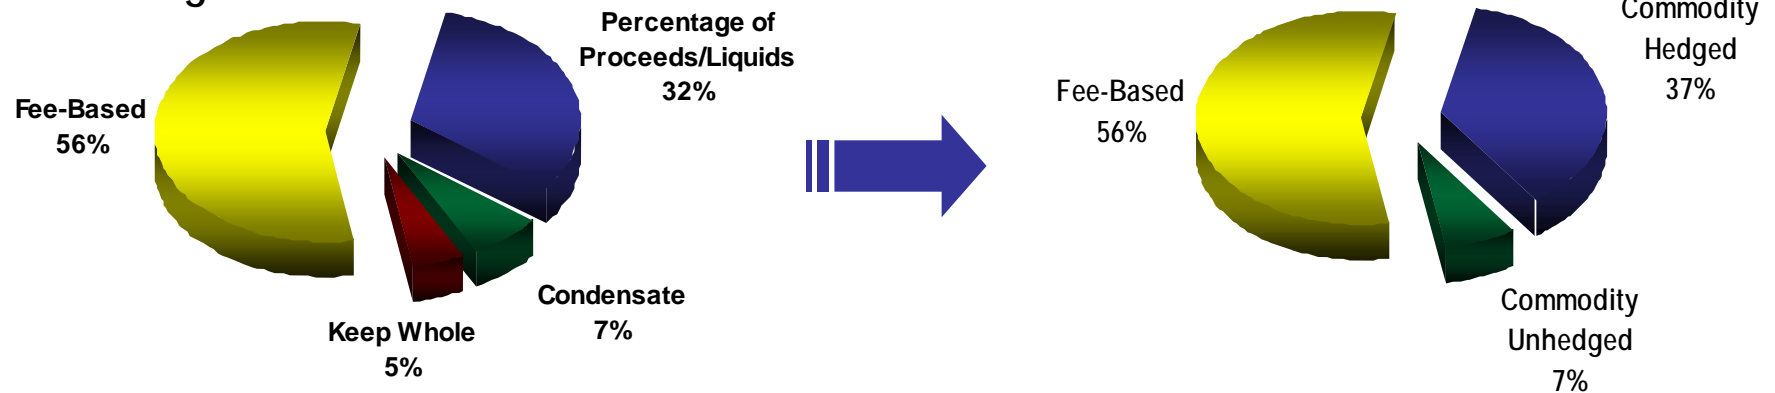 Percentage of
Proceeds/Liquids
32%
Fee-Based
56%
Condensate
7%
Keep Whole
5%
Commodity
Hedged
37%
Fee-Based
56%
Commodity
Unhedged
7%